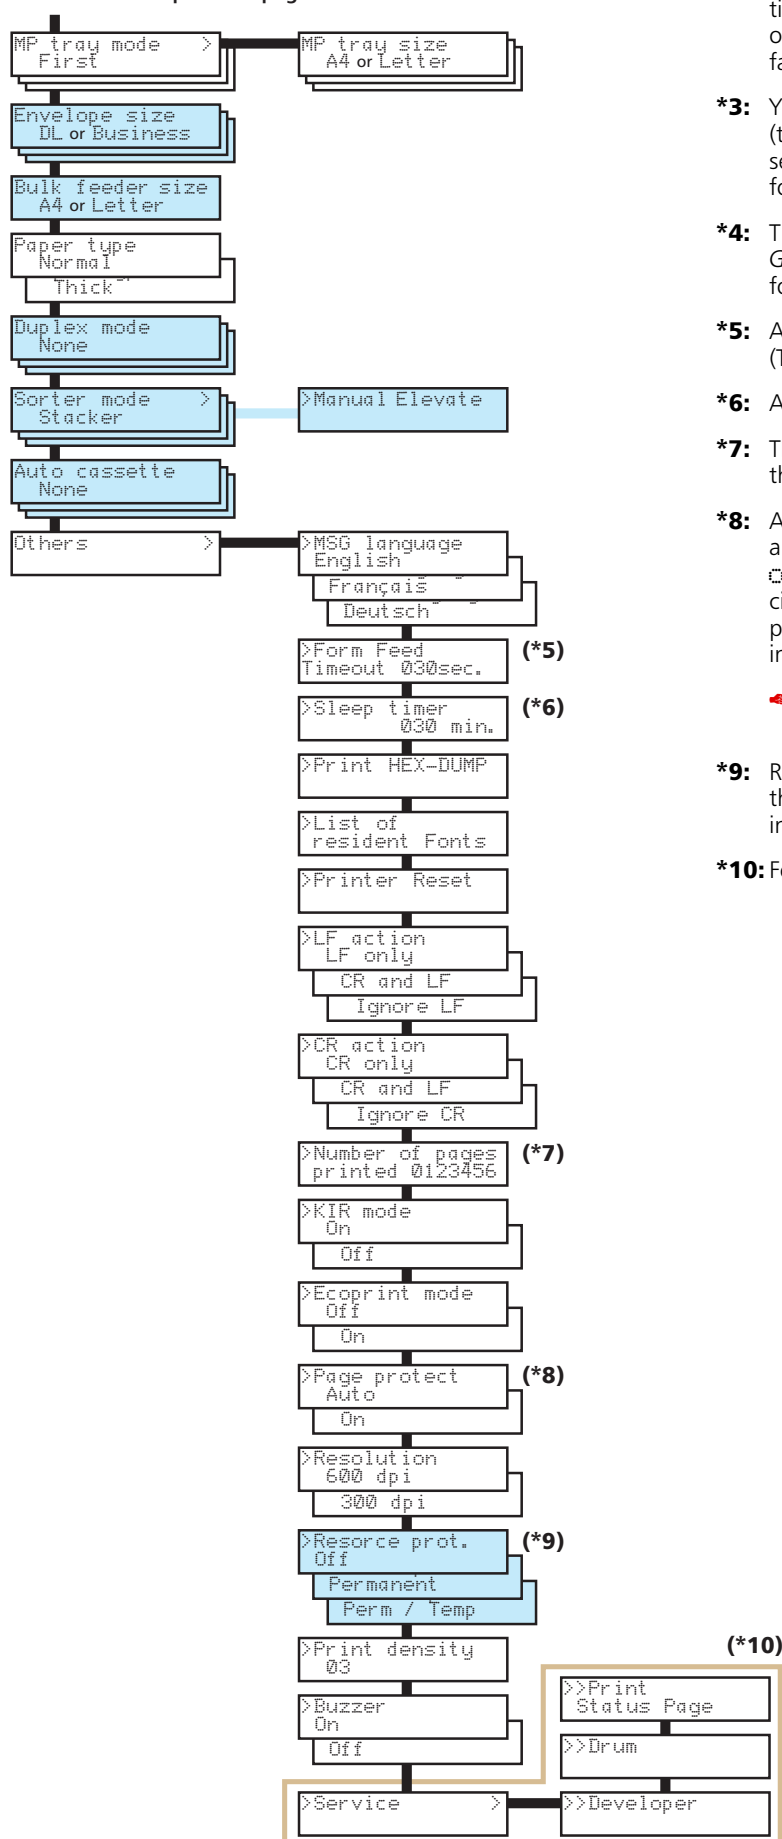 MP tray mode >
First
MP tray size
A4 or Letter
Envelope size
DL or Business
Bulk feeder size
A4 or Letter
Paper type
Normal
Thick
Duplex mode
None
Sorter mode >
Stacker
>Manual Elevate
Auto cassette
None
Others >
>MSG language
English
Français
Deutsch
>Form Feed
Timeout 030sec.
(*5)
>Sleep timer
030 min.
(*6)
>Print HEX-DUMP
>List of
resident Fonts
>Printer Reset
>LF action
LF only
CR and LF
Ignore LF
>CR action
CR only
CR and LF
Ignore CR
>Number of pages
printed 0123456
(*7)
>KIR mode
On
Off
>Ecoprint mode
Off
On
>Page protect
Auto
On
(*8)
>Resolution
600 dpi
300 dpi
>Resorce prot.
Off
Permanent
Perm / Temp
(*9)
>Print density
03
>Buzzer
On
Off
>Service >
(*10)
>>Print
Status Page
>>Drum
>>Developer
*3:
*4:
*5:
*6:
*7:
*8:
*9:
*10: